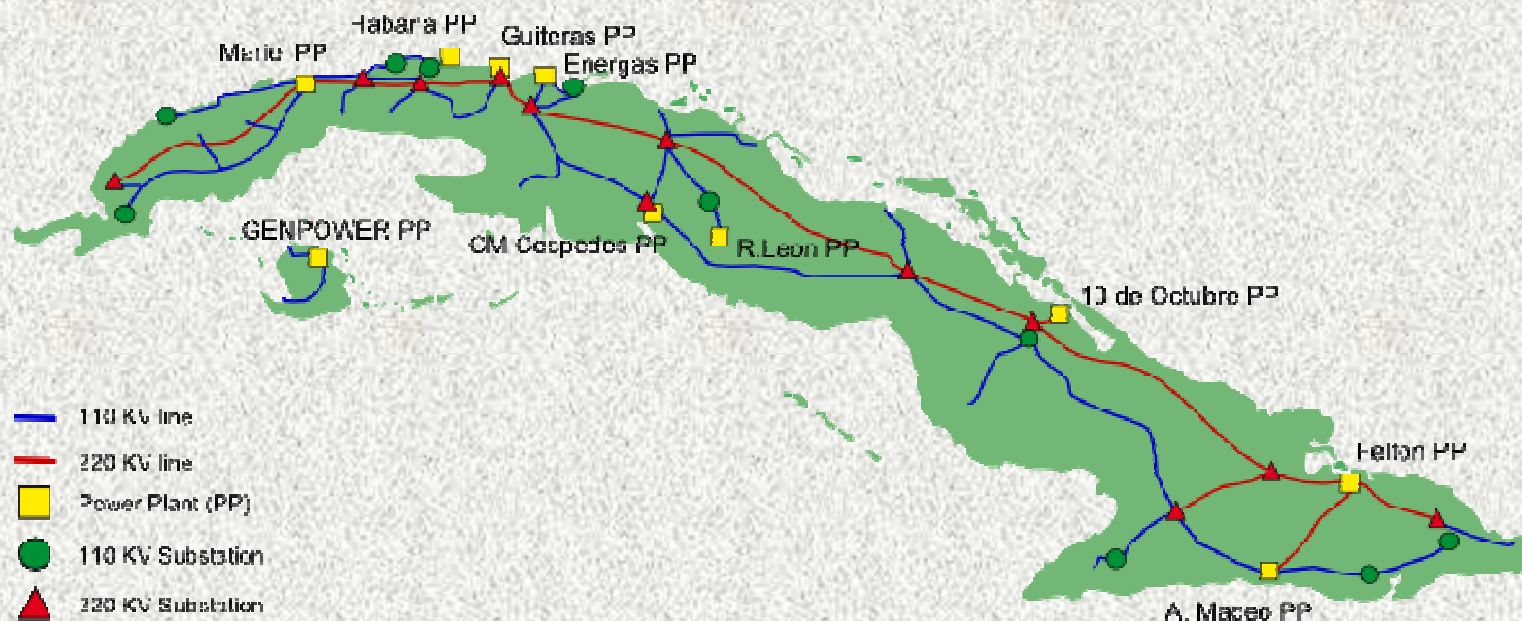 Habana PP
Guiteras PP
Mariel PP
Energas PP
GENPOWER PP
CM Cespedes PP
R.Leon PP
10 de Octubre PP
110 KV line
220 KV line
Felton PP
Power Plant (PP)
110 KV Substation
220 KV Substation
A. Maceo PP